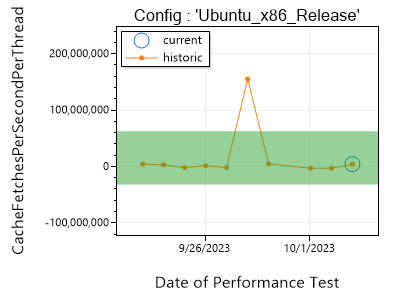 Config : 'Ubuntu_x86_Release'
CacheFetchesPerSecondPerThread
current
historic
200,000,000
100,000,000
0
-100,000,000
9/26/2023
10/1/2023
Date of Performance Test